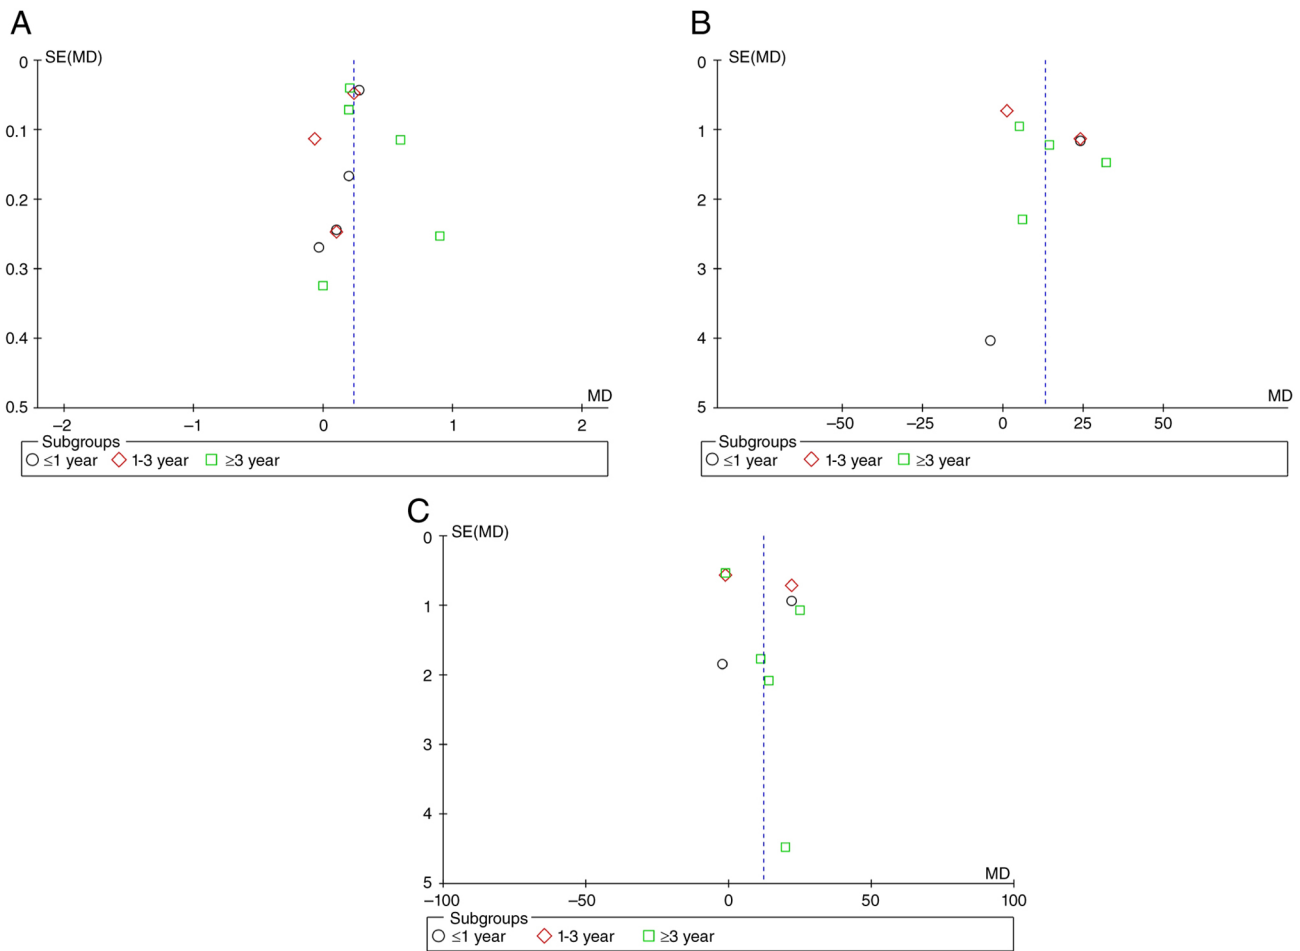 A
B
SE(MD)
0
0.1
0.2
0.3
0.4
0.5
MD
–2
–1
0
1
2
Subgroups
≤1 year 1-3 year ≥3 year
SE(MD)
0
1
2
3
4
5
MD
–50
–25
0
25
50
Subgroups
≤1 year 1-3 year ≥3 year
C
SE(MD)
0
1
2
3
4
5
MD
–100
–50
0
50
100
Subgroups
≤1 year 1-3 year ≥3 year